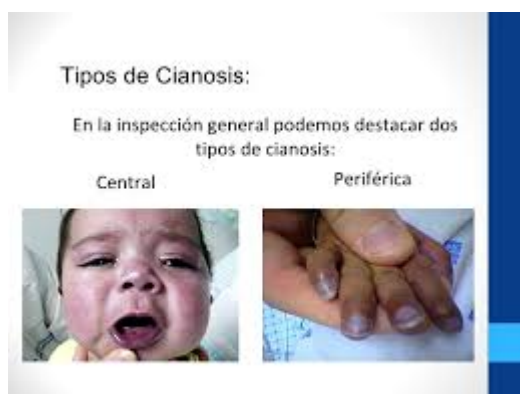 Tipos de Cianosis:
En la inspección general podemos destacar dos
tipos de cianosis:
Central
Periférica